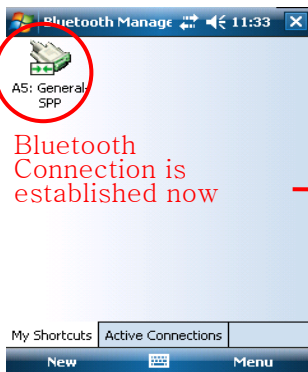 Bluetooth Manage 11:33
A5: General-
SPP
Bluetooth
Connection is
established now
My Shortcuts Active Connections
New Menu